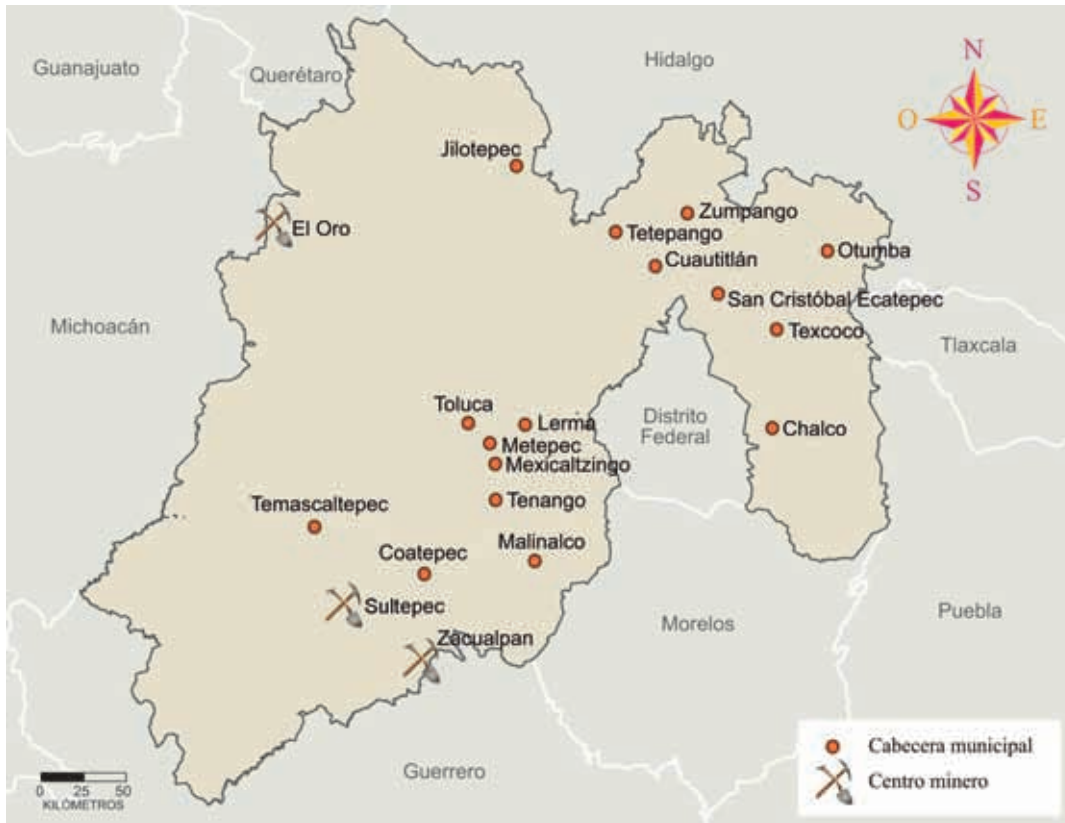 Guanajuato
Querétaro
Hidalgo
N
O
E
S
Jilotepec
El Oro
Zumpango
Tetepango
Otumba
Cuautitlán
San Cristóbal Ecatepec
Michoacán
Texcoco
Tlaxcala
Toluca
Lerma
Distrito
Federal
Chalco
Metepec
Mexicaltzingo
Temascaltepec
Tenango
Coatepec
Malinalco
Sultepec
Zacualpan
Morelos
Puebla
Guerrero
Cabecera municipal
Centro minero
0 25 50
KILÓMETROS